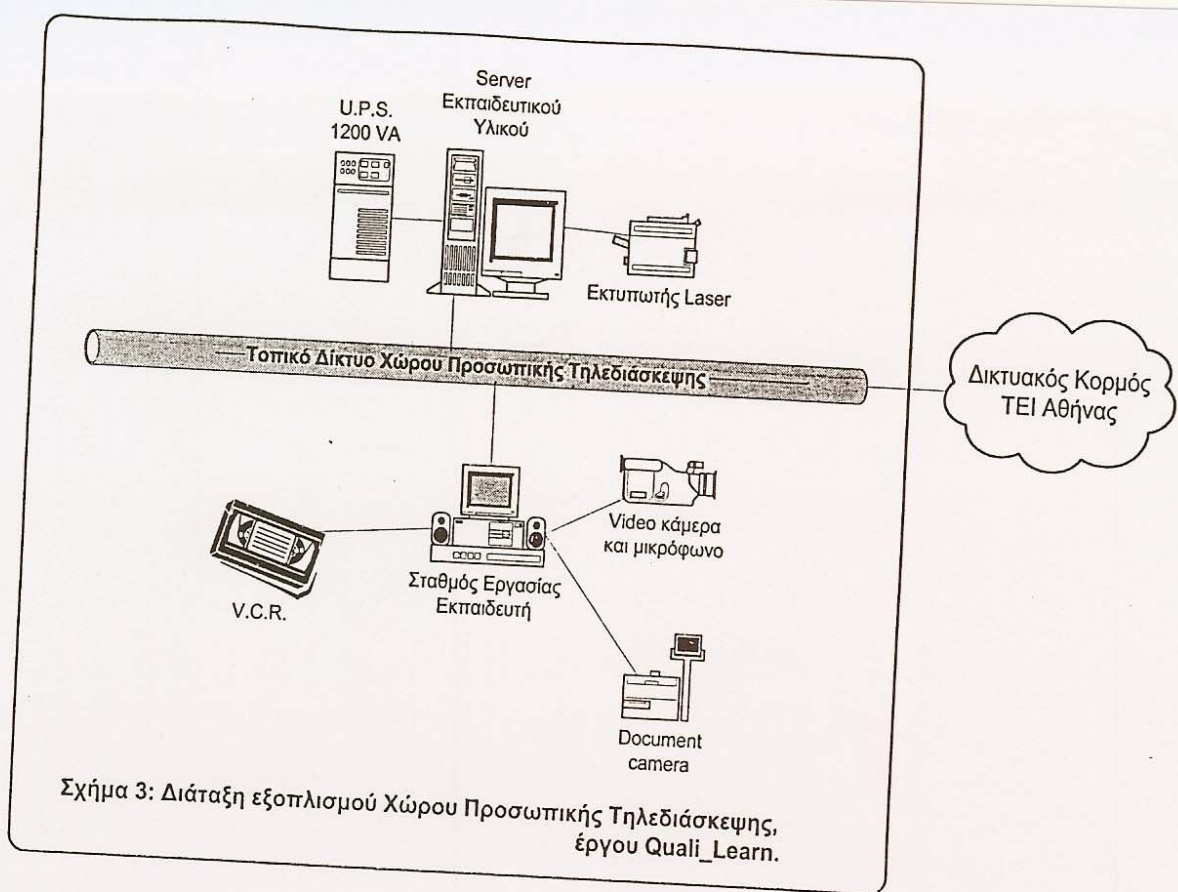 Server
Εκπαιδευτικού
Υλικού
U.P.S.
1200 VA
Εκτυπωτής Laser
Τοπικό Δίκτυο Χώρου Προσωπικής Τηλεδιάσκεψης
Δικτυακός Κορμός
ΤΕΙ Αθήνας
Video κάμερα
και μικρόφωνο
Σταθμός Εργασίας
Εκπαιδευτή
V.C.R.
Document
camera
Σχήμα 3: Διάταξη εξοπλισμού Χώρου Προσωπικής Τηλεδιάσκεψης,
έργου Quali_Learn.